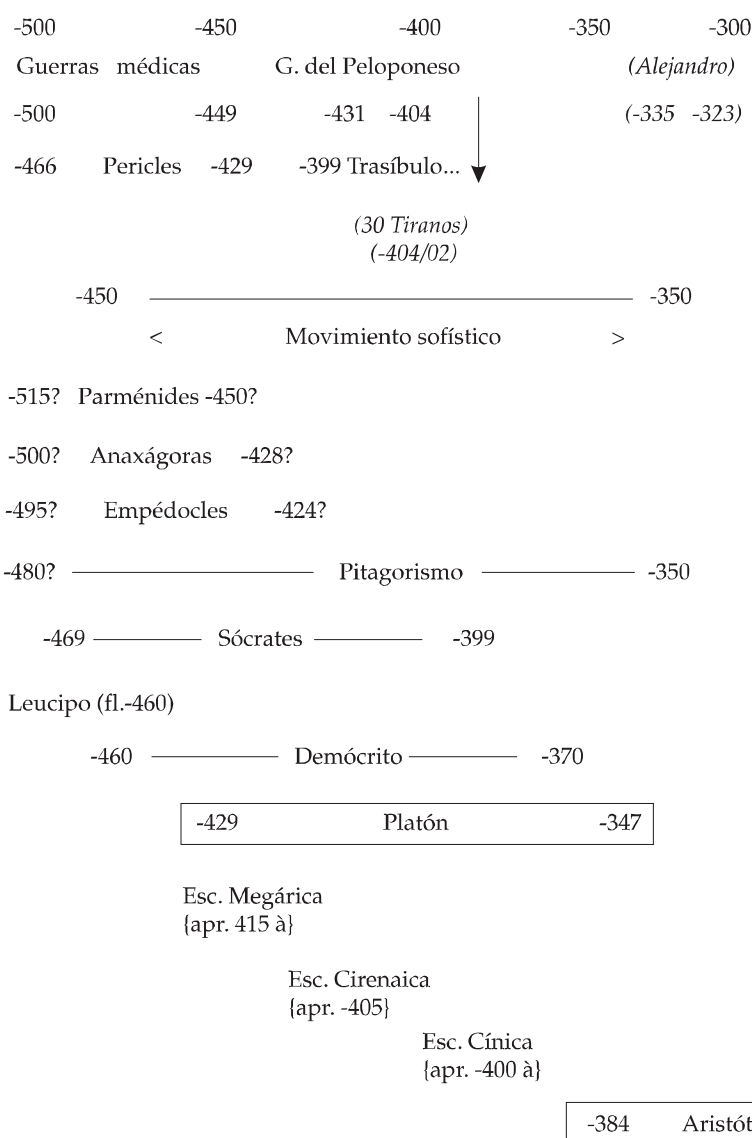 -500 -450 -400 -350 -300
Guerras médicas G. del Peloponeso (Alejandro)
-500 -449 -431 -404 (-335 -323)
-466 Pericles -429 -399 Trasíbulo...
(30 Tiranos)
(-404/02)
-450 -350
< Movimiento sofístico >
-515? Parménides -450?
-500? Anaxágoras -428?
-495? Empédocles -424?
-480? Pitagorismo -350
-469 Sócrates -399
Leucipo (fl.-460)
-460 Demócrito -370
-429 Platón -347
Esc. Megárica
{apr. 415 à}
Esc. Cirenaica
{apr. -405}
Esc. Cínica
{apr. -400 à}
-384 Aristót